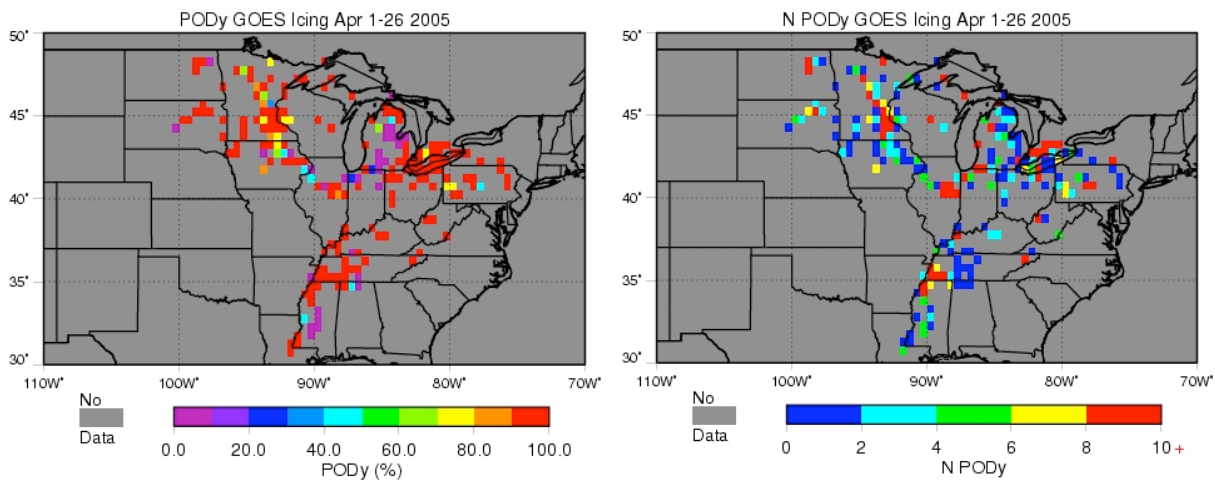 PODy GOES Icing Apr 1-26 2005
50°
45°
40°
35°
30°
110W° 100W° 90W° 80W° 70W°
No
Data
0.0 20.0 40.0 60.0 80.0 100.0
PODy (%)
N PODy GOES Icing Apr 1-26 2005
50°
45°
40°
35°
30°
110W° 100W° 90W° 80W° 70W°
No
Data
0 2 4 6 8 10 +
N PODy